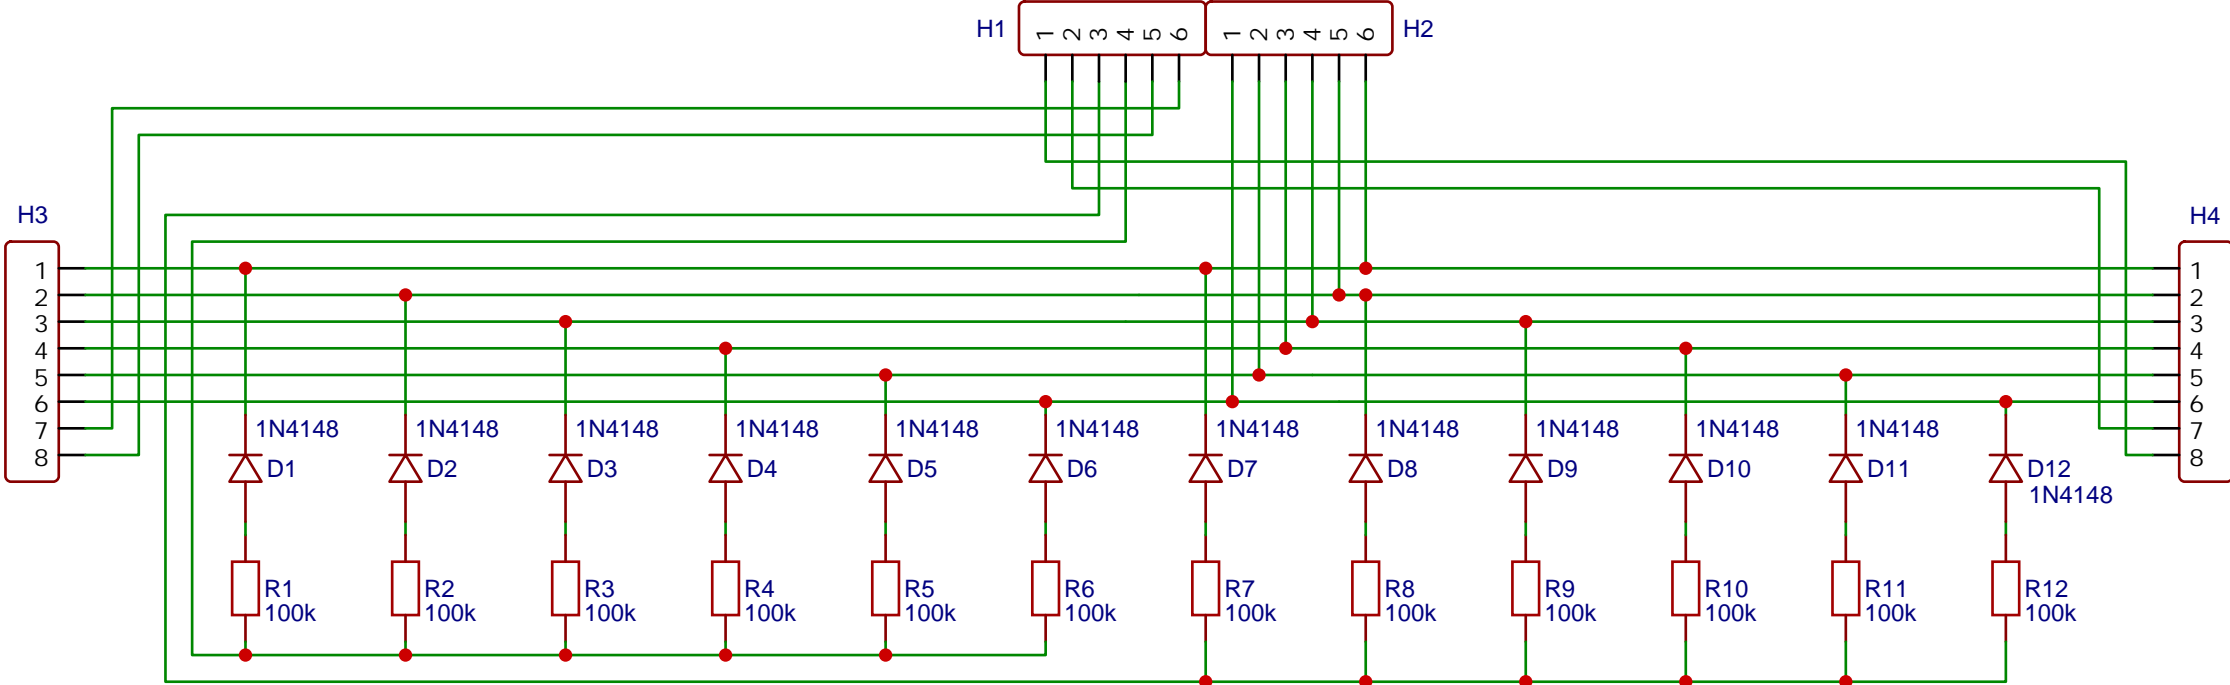 H1
1 2 3 4 5 6
1 2 3 4 5 6
H2
H3
1
2
3
4
5
6
7
8
H4
1
2
3
4
5
6
7
8
1N4148
D1
1N4148
D2
1N4148
D3
1N4148
D4
1N4148
D5
1N4148
D6
1N4148
D7
1N4148
D8
1N4148
D9
1N4148
D10
1N4148
D11
D12
1N4148
R1
100k
R2
100k
R3
100k
R4
100k
R5
100k
R6
100k
R7
100k
R8
100k
R9
100k
R10
100k
R11
100k
R12
100k